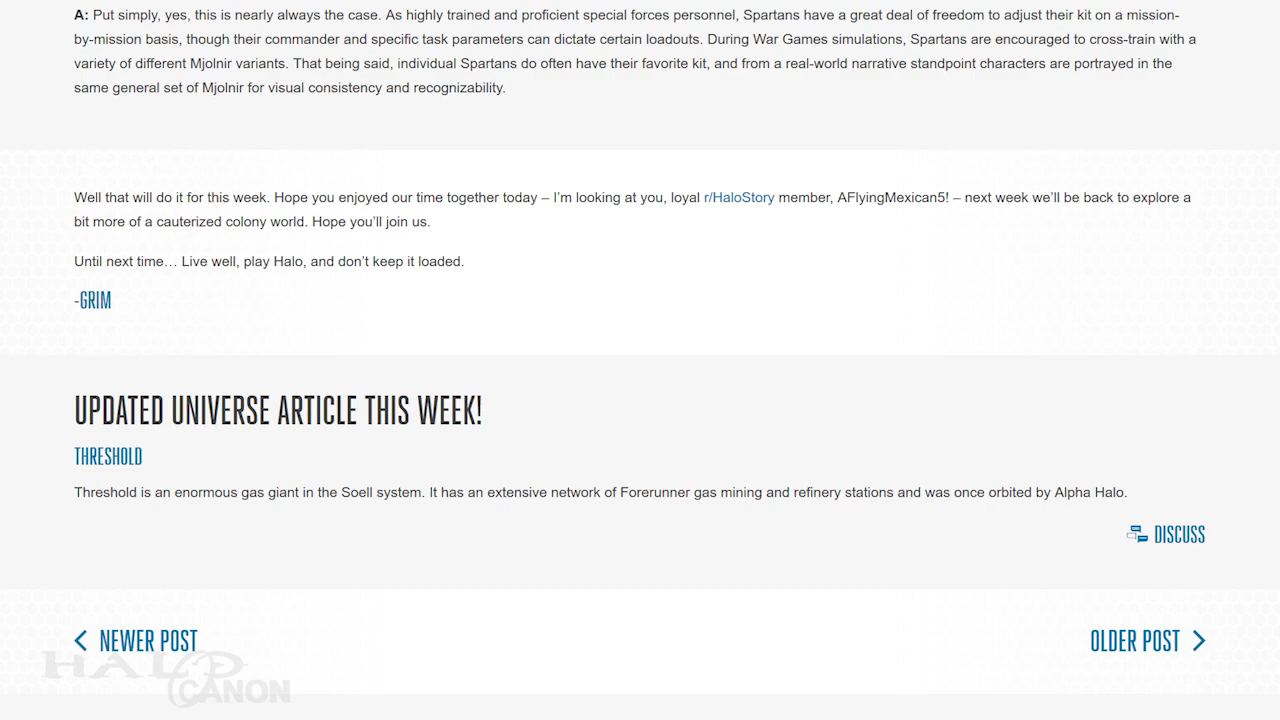 A: Put simply, yes, this is nearly always the case. As highly trained and proficient special forces personnel, Spartans have a great deal of freedom to adjust their kit on a mission-
by-mission basis, though their commander and specific task parameters can dictate certain loadouts. During War Games simulations, Spartans are encouraged to cross-train with a
variety of different Mjolnir variants. That being said, individual Spartans do often have their favorite kit, and from a real-world narrative standpoint characters are portrayed in the
same general set of Mjolnir for visual consistency and recognizability.
Well that will do it for this week. Hope you enjoyed our time together today – I’m looking at you, loyal r/HaloStory member, AFlyingMexican5! – next week we’ll be back to explore a
bit more of a cauterized colony world. Hope you’ll join us.
Until next time… Live well, play Halo, and don’t keep it loaded.
-GRIM
UPDATED UNIVERSE ARTICLE THIS WEEK!
THRESHOLD
Threshold is an enormous gas giant in the Soell system. It has an extensive network of Forerunner gas mining and refinery stations and was once orbited by Alpha Halo.
DISCUSS
NEWER POST
OLDER POST
HALO
CANON